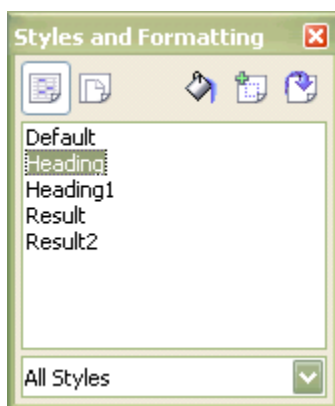 Styles and Formatting
Default
Heading
Heading1
Result
Result2
All Styles